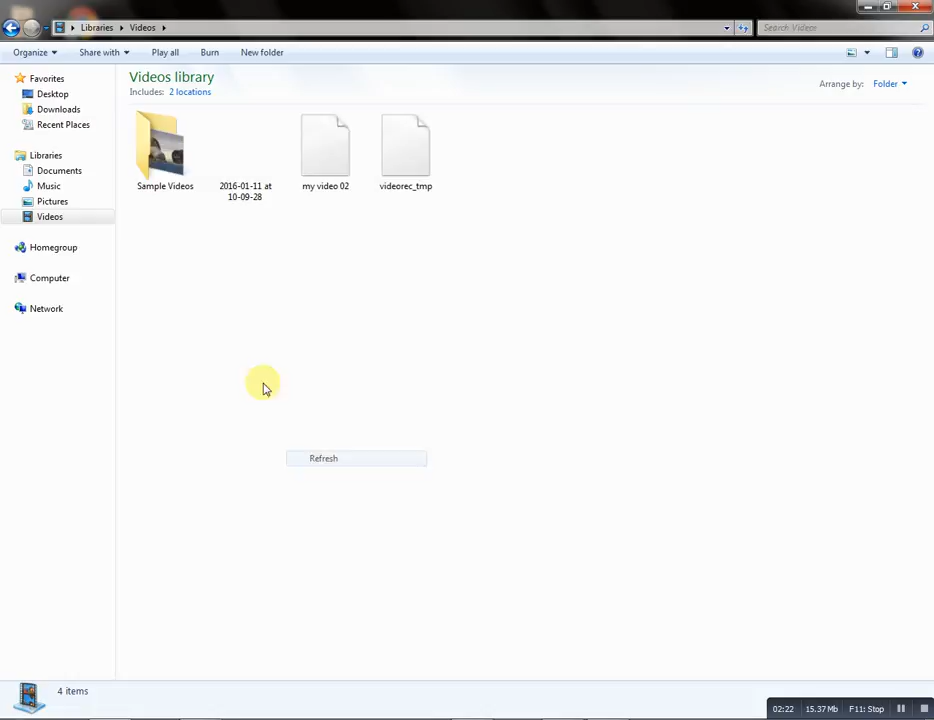 Libraries
Videos
Search Videos
Organize
Share with
Play all
Burn
New folder
Favorites
Desktop
Downloads
Recent Places
Libraries
Documents
Music
Pictures
Videos
Homegroup
Computer
Network
Videos library
Includes: 2 locations
Arrange by: Folder
Sample Videos
2016-01-11 at
10-09-28
my video 02
videorec_tmp
Refresh
4 items
02:22
15.37 Mb
F11: Stop